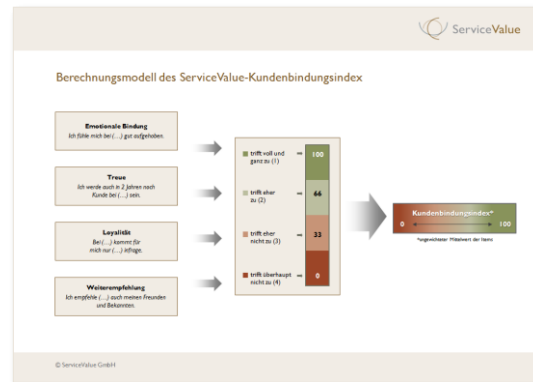 ServiceValue
Berechnungsmodell des ServiceValue-Kundenbindungsindex
Emotionale Bindung
Ich fühle mich bei (…) gut aufgehoben.
Treue
Ich werde auch in 2 Jahren noch
Kunde bei (…) sein.
Loyalität
Bei (…) kommt für
mich nur (…) infrage.
Weiterempfehlung
Ich empfehle (…) auch meinen Freunden
und Bekannten.
trifft voll und
ganz zu (1)
=
100
trifft eher
zu (2)
=
66
trifft eher
nicht zu (3)
=
33
trifft überhaupt
nicht zu (4)
=
0
Kundenbindungsindex*
0
100
*ungewichteter Mittelwert der Items
© ServiceValue GmbH